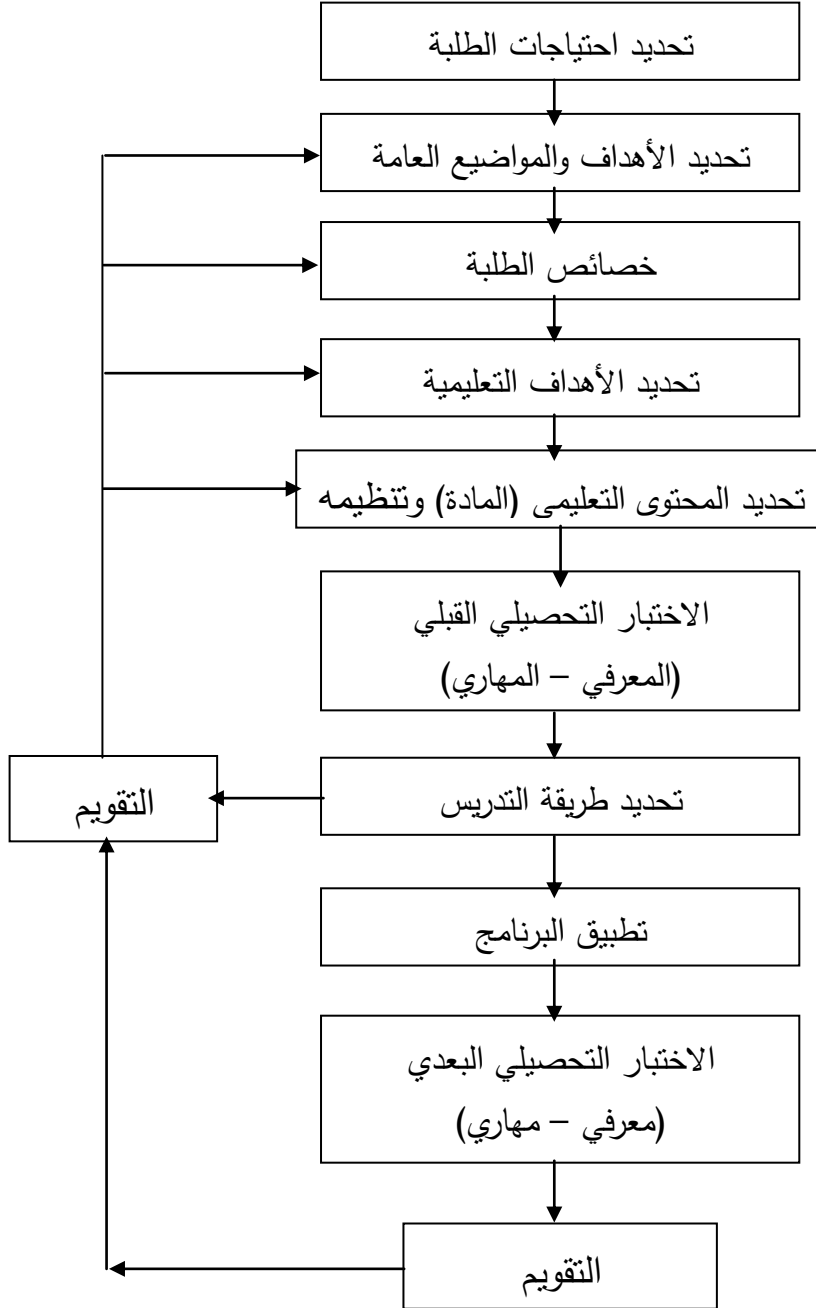 تحديد احتياجات الطلبة
تحديد الأهداف والمواضيع العامة
خصائص الطلبة
تحديد الأهداف التعليمية
تحديد المحتوى التعليمى (المادة) وتنظيمه
الاختبار التحصيلي القبلي
(المعرفي – المهاري)
تحديد طريقة التدريس
التقويم
تطبيق البرنامج
الاختبار التحصيلي البعدي
(معرفي – مهاري)
التقويم